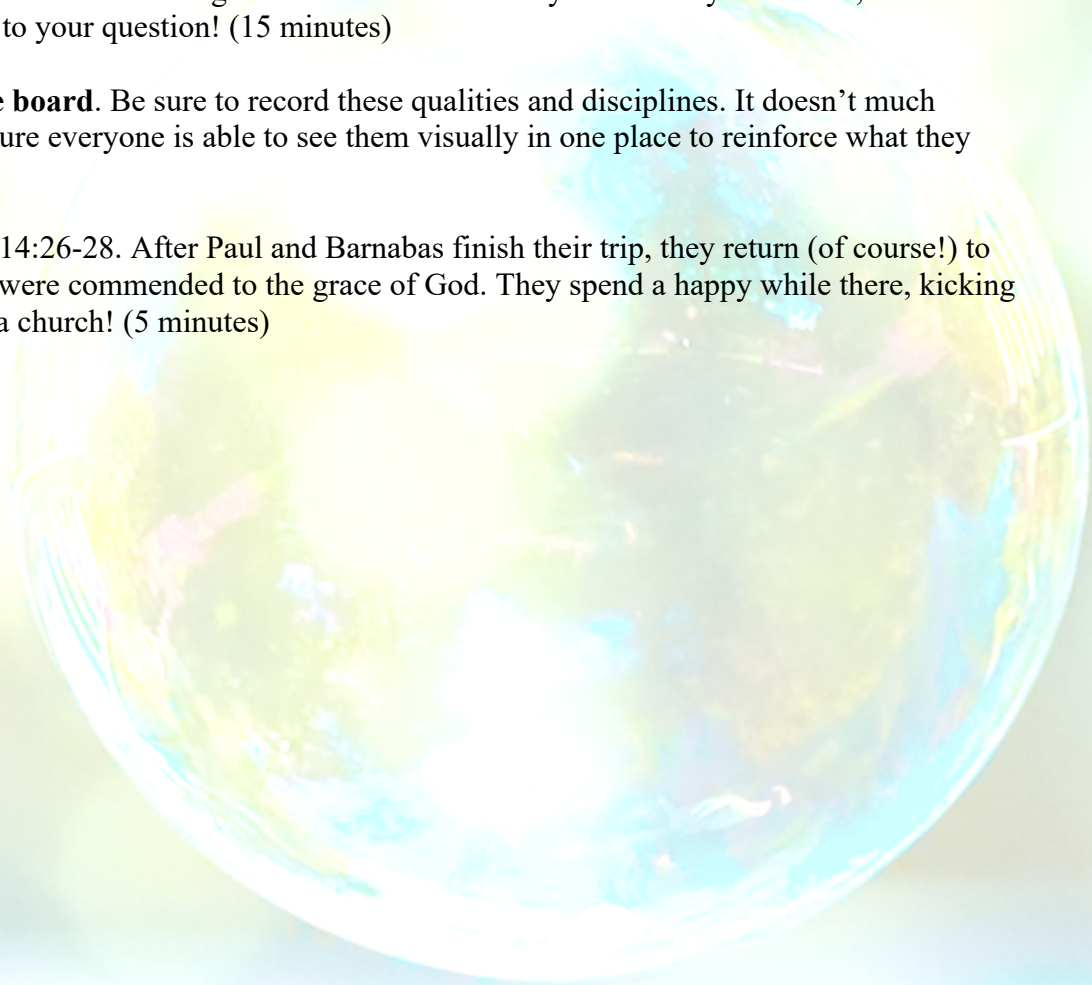 to your question! (15 minutes)
board. Be sure to record these qualities and disciplines. It doesn’t much
everyone is able to see them visually in one place to reinforce what they
14:26-28. After Paul and Barnabas finish their trip, they return (of course!) to
were commended to the grace of God. They spend a happy while there, kicking
a church! (5 minutes)